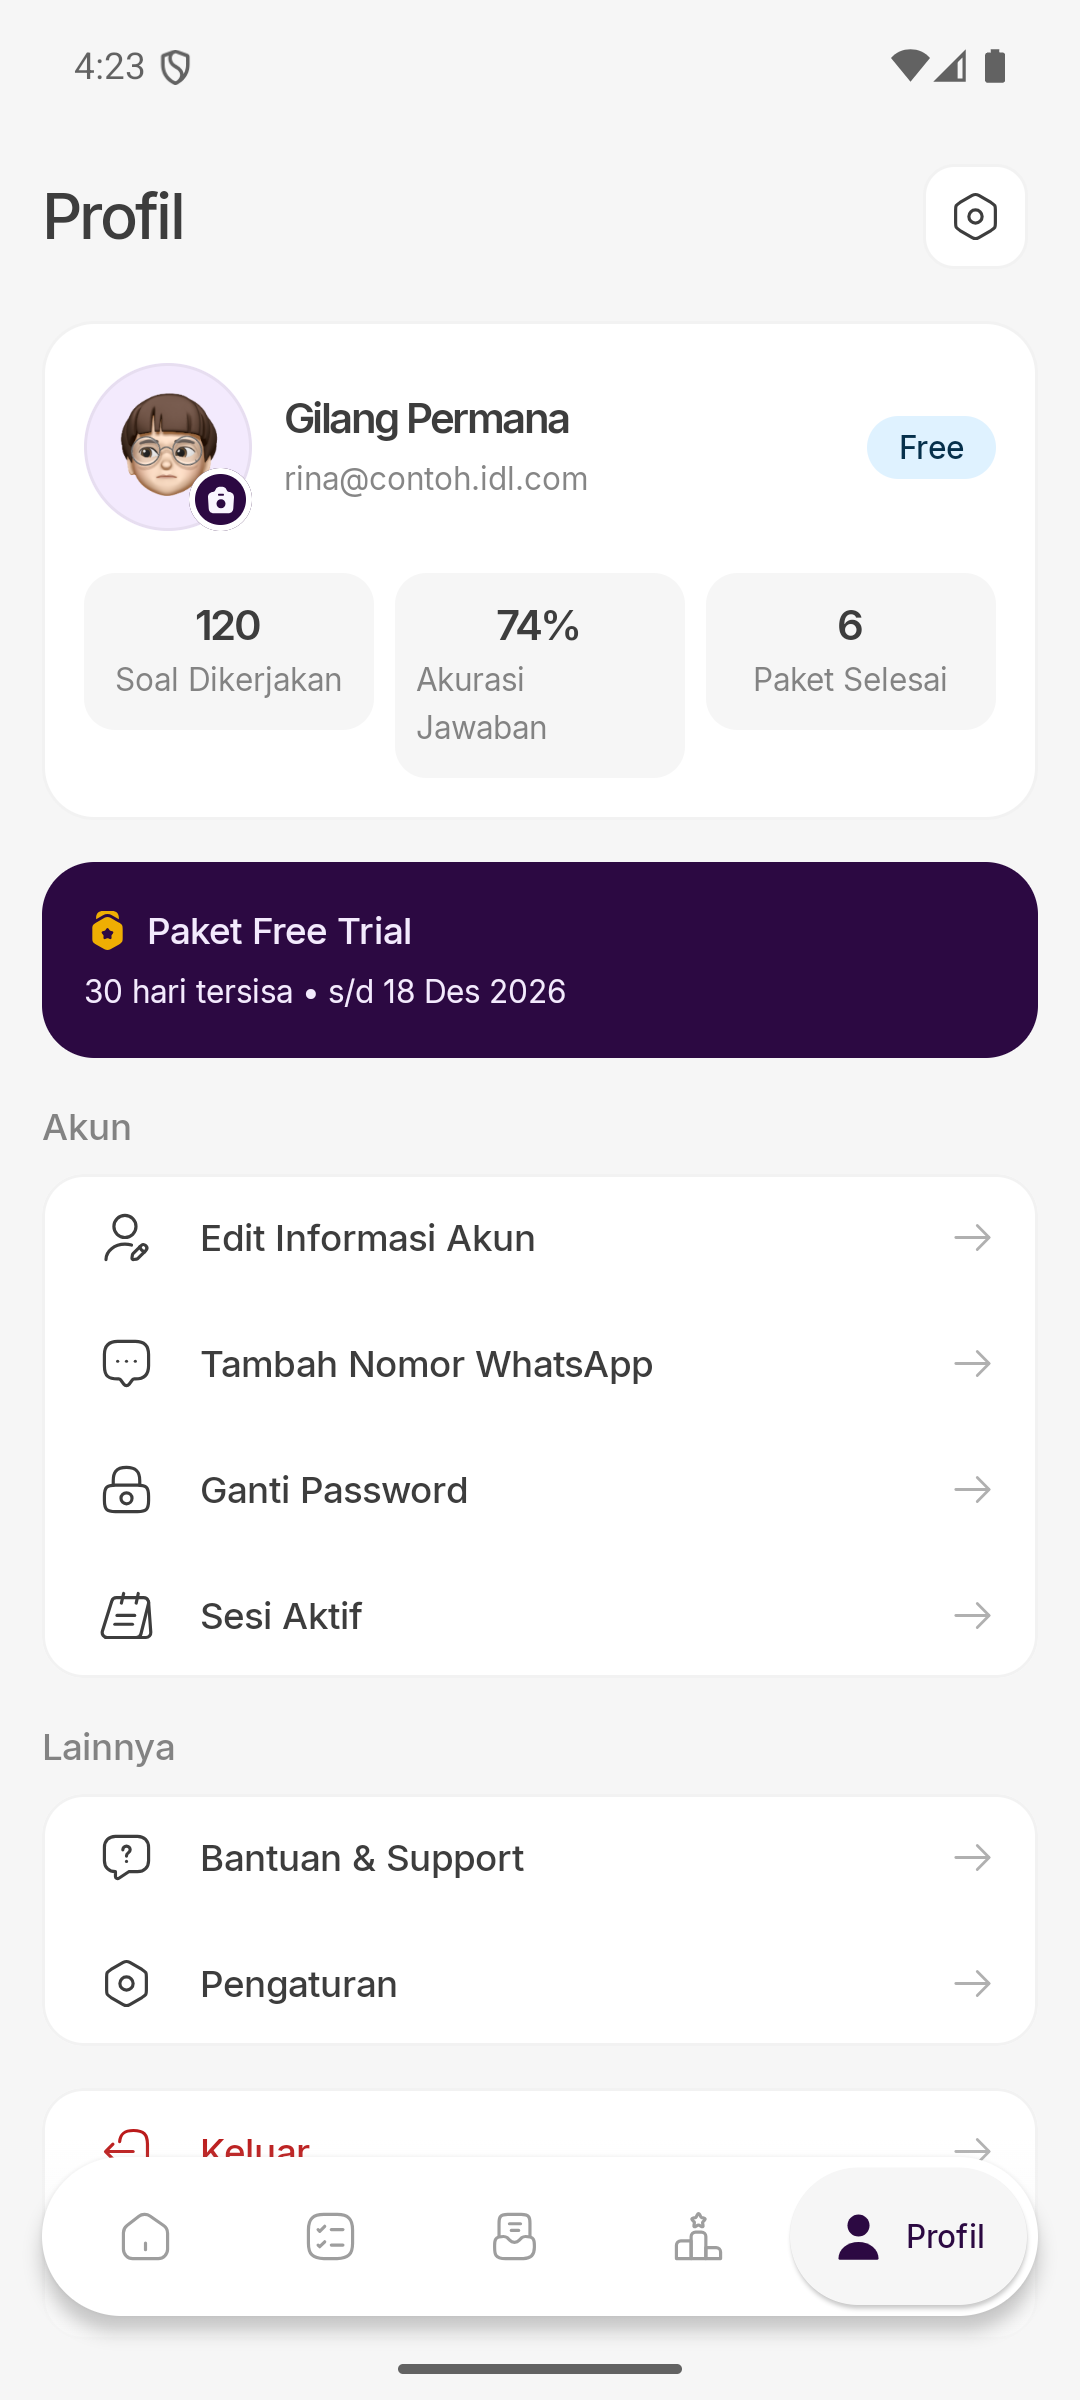 4:23
Profil
Gilang Permana
rina@contoh.idl.com
Free
120
Soal Dikerjakan
74%
Akurasi
Jawaban
6
Paket Selesai
Paket Free Trial
30 hari tersisa • s/d 18 Des 2026
Akun
Edit Informasi Akun
Tambah Nomor WhatsApp
Ganti Password
Sesi Aktif
Lainnya
Bantuan & Support
Pengaturan
Keluar
Profil